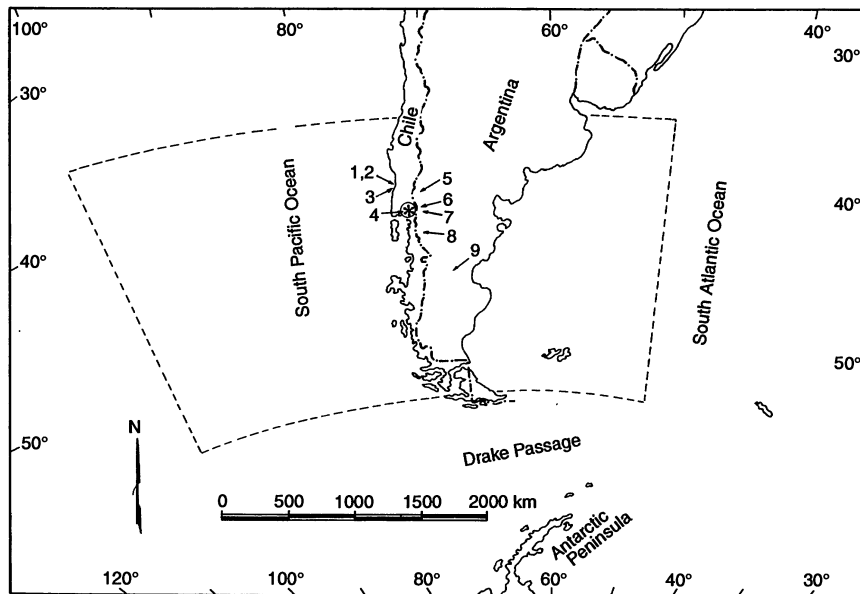 100° 80° 60° 40°
30°
30°
Chile
Argentina
South Pacific Ocean
South Atlantic Ocean
1,2
3
4
5
6
7
8
9
40°
40°
50°
50°
N
Drake Passage
0 500 1000 1500 2000 km
Antarctic
Peninsula
120° 100° 80° 60° 40° 30°